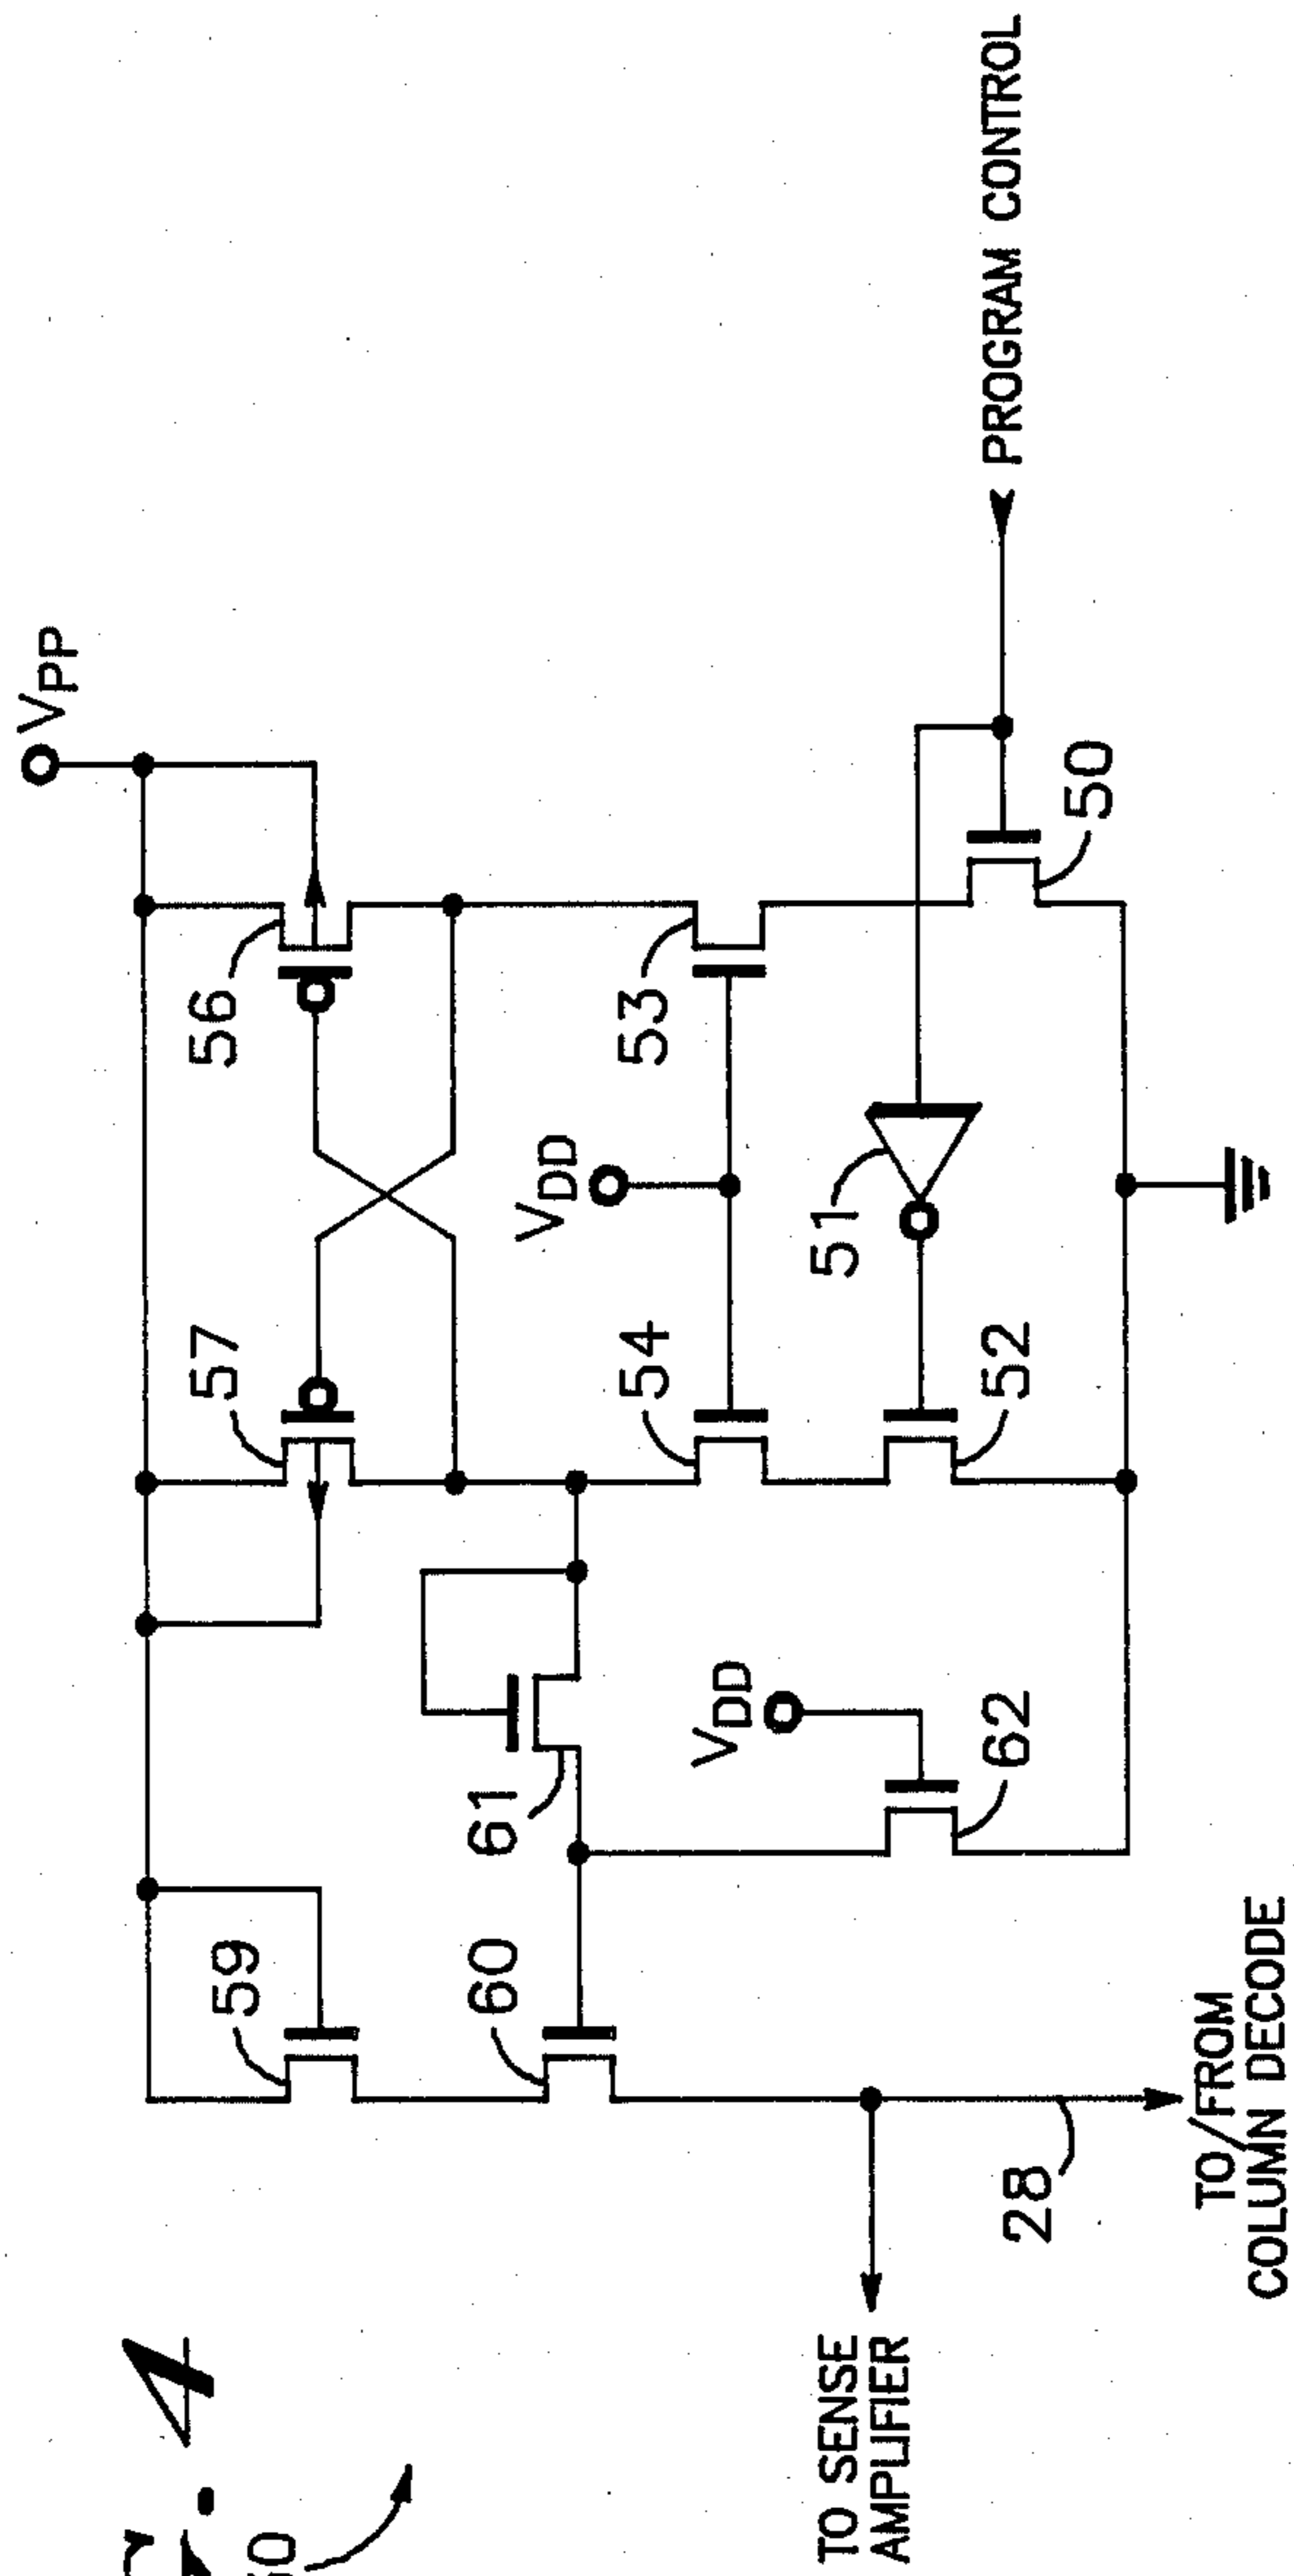 4
VPP
56
57
VDD
53
54
51
52
50
PROGRAM CONTROL
59
60
61
VDD
62
28
TO SENSE
AMPLIFIER
TO/FROM
COLUMN DECODE